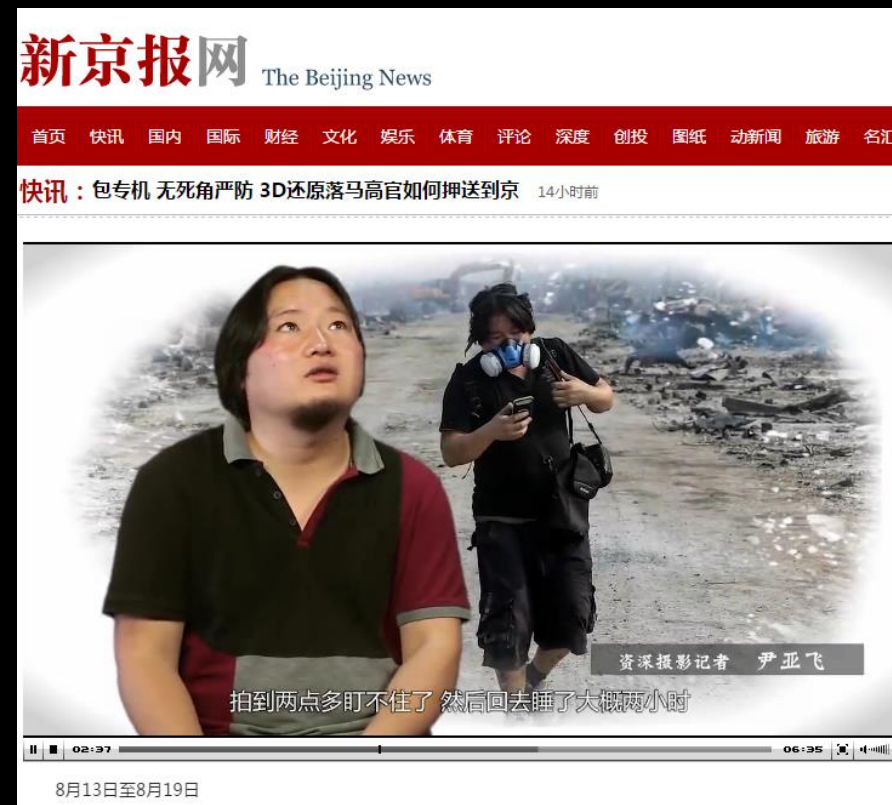 新京报网 The Beijing News
首页 快讯 国内 国际 财经 文化 娱乐 体育 评论 深度 创投 图纸 动新闻 旅游 名汇
快讯：包专机 无死角严防 3D还原落马高官如何押送到京 14小时前
资深摄影记者 尹亚飞
拍到两点多盯不住了 然后回去睡了大概两小时
02:37 06:35
8月13日至8月19日